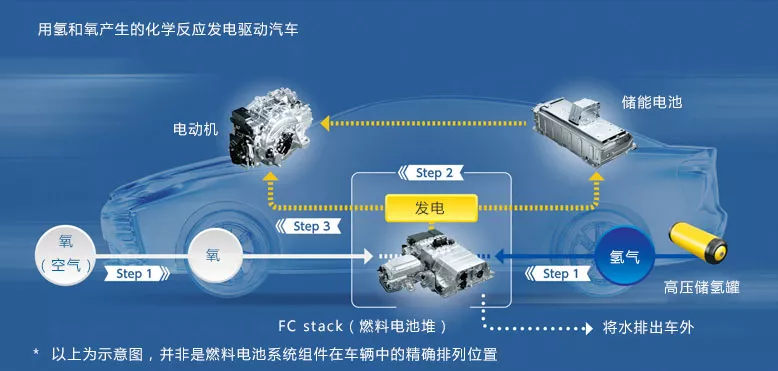 用氢和氧产生的化学反应发电驱动汽车
储能电池
电动机
Step 2
发电
Step 3
氧
（空气）
Step 1
氧
Step 1
氢气
高压储氢罐
FC stack（燃料电池堆）
将水排出车外
* 以上为示意图，并非是燃料电池系统组件在车辆中的精确排列位置